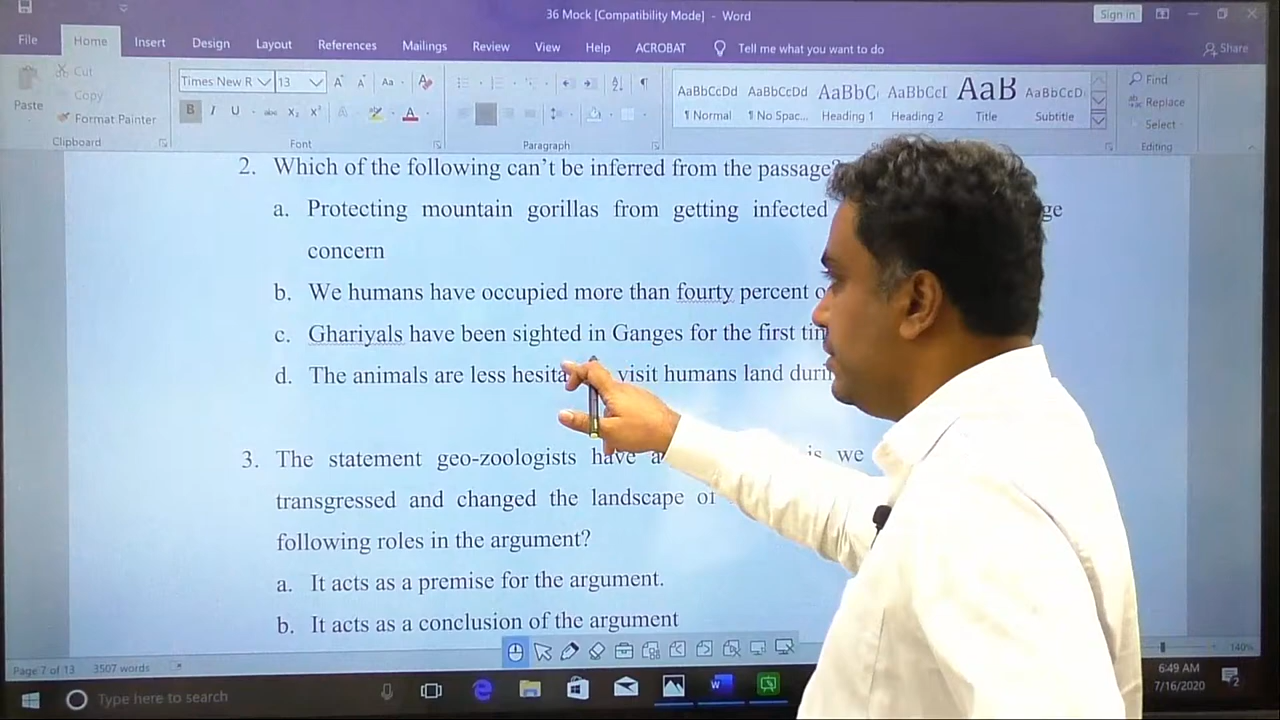 36 Mock [Compatibility Mode] - Word
Sign in
File Home Insert Design Layout References Mailings Review View Help ACROBAT Tell me what you want to do Share
Paste
Cut
Copy
Format Painter
Clipboard
Times New R 13
Font
Paragraph
AaBbCcDd AaBbCcDd AaBbC AaBbCcI AaB AaBbCcD
¶ Normal ¶ No Spac... Heading 1 Heading 2 Title Subtitle
Find
Replace
Select
Editing
2. Which of the following can't be inferred from the passage?
a. Protecting mountain gorillas from getting infected
concern
b. We humans have occupied more than fourty percent
c. Ghariyals have been sighted in Ganges for the first
d. The animals are less visit humans land
3. The statement geo-zoologists have is we
transgressed and changed the landscape of
following roles in the argument?
a. It acts as a premise for the argument.
b. It acts as a conclusion of the argument
Page 7 of 13 3507 words
140%
Type here to search
6:49 AM
7/16/2020